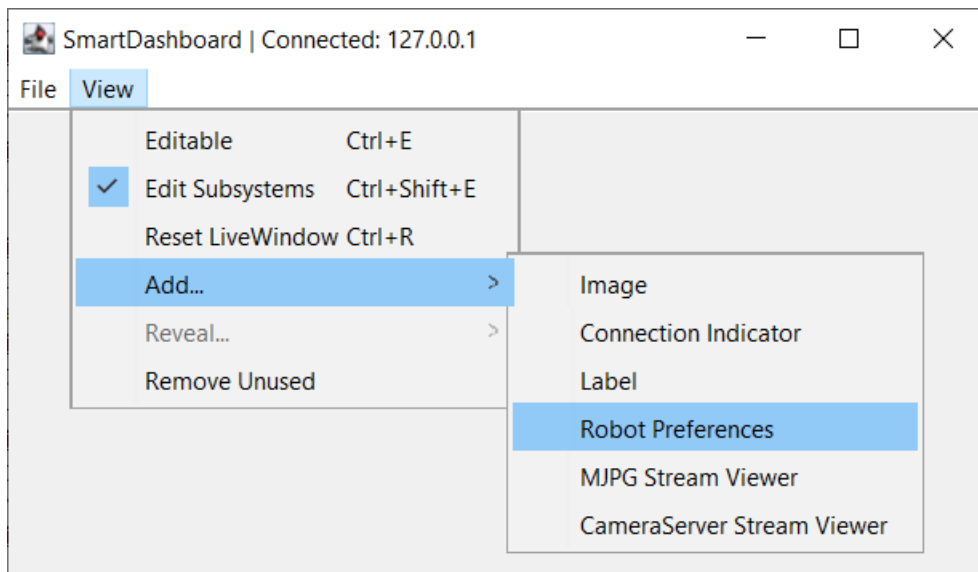 SmartDashboard | Connected: 127.0.0.1
File View
Editable Ctrl+E
Edit Subsystems Ctrl+Shift+E
Reset LiveWindow Ctrl+R
Add... >
Reveal... >
Remove Unused
Image
Connection Indicator
Label
Robot Preferences
MJPG Stream Viewer
CameraServer Stream Viewer